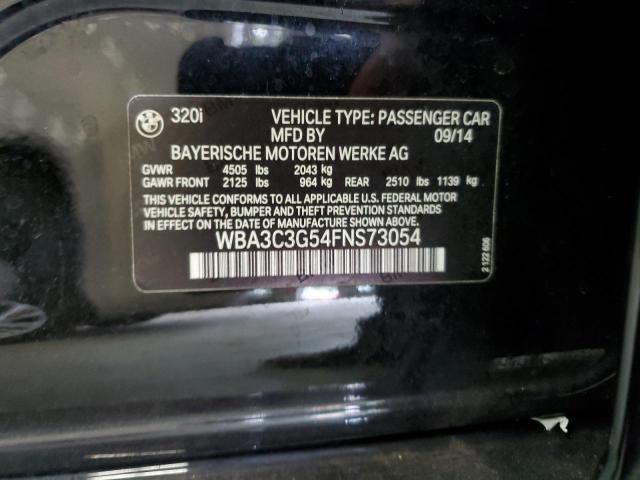 320i VEHICLE TYPE: PASSENGER CAR
MFD BY 09/14
BAYERISCHE MOTOREN WERKE AG
GVWR 4505 lbs 2043 kg
GAWR FRONT 2125 lbs 964 kg REAR 2510 lbs 1139 kg
THIS VEHICLE CONFORMS TO ALL APPLICABLE U.S. FEDERAL MOTOR
VEHICLE SAFETY, BUMPER, AND THEFT PREVENTION STANDARDS
IN EFFECT ON THE DATE OF MANUFACTURE SHOWN ABOVE.
WBA3C3G54FNS73054
2 122 606